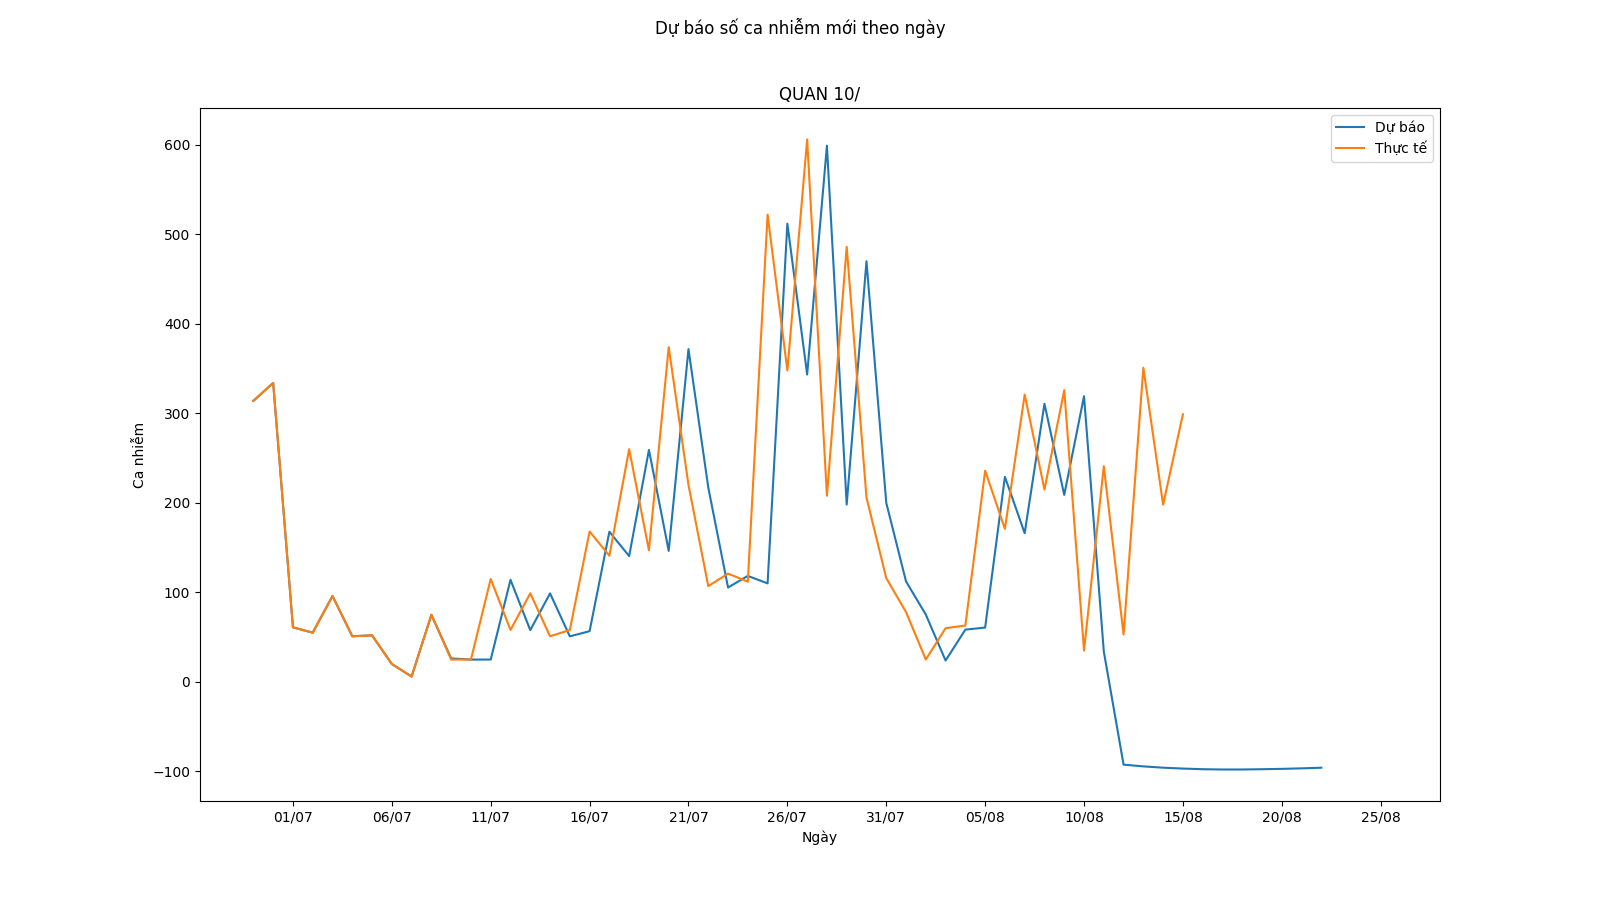 Dự báo số ca nhiễm mới theo ngày
QUAN 10/
Dự báo
Thực tế
600
500
400
300
200
100
0
−100
Ca nhiễm
01/07 06/07 11/07 16/07 21/07 26/07 31/07 05/08 10/08 15/08 20/08 25/08
Ngày